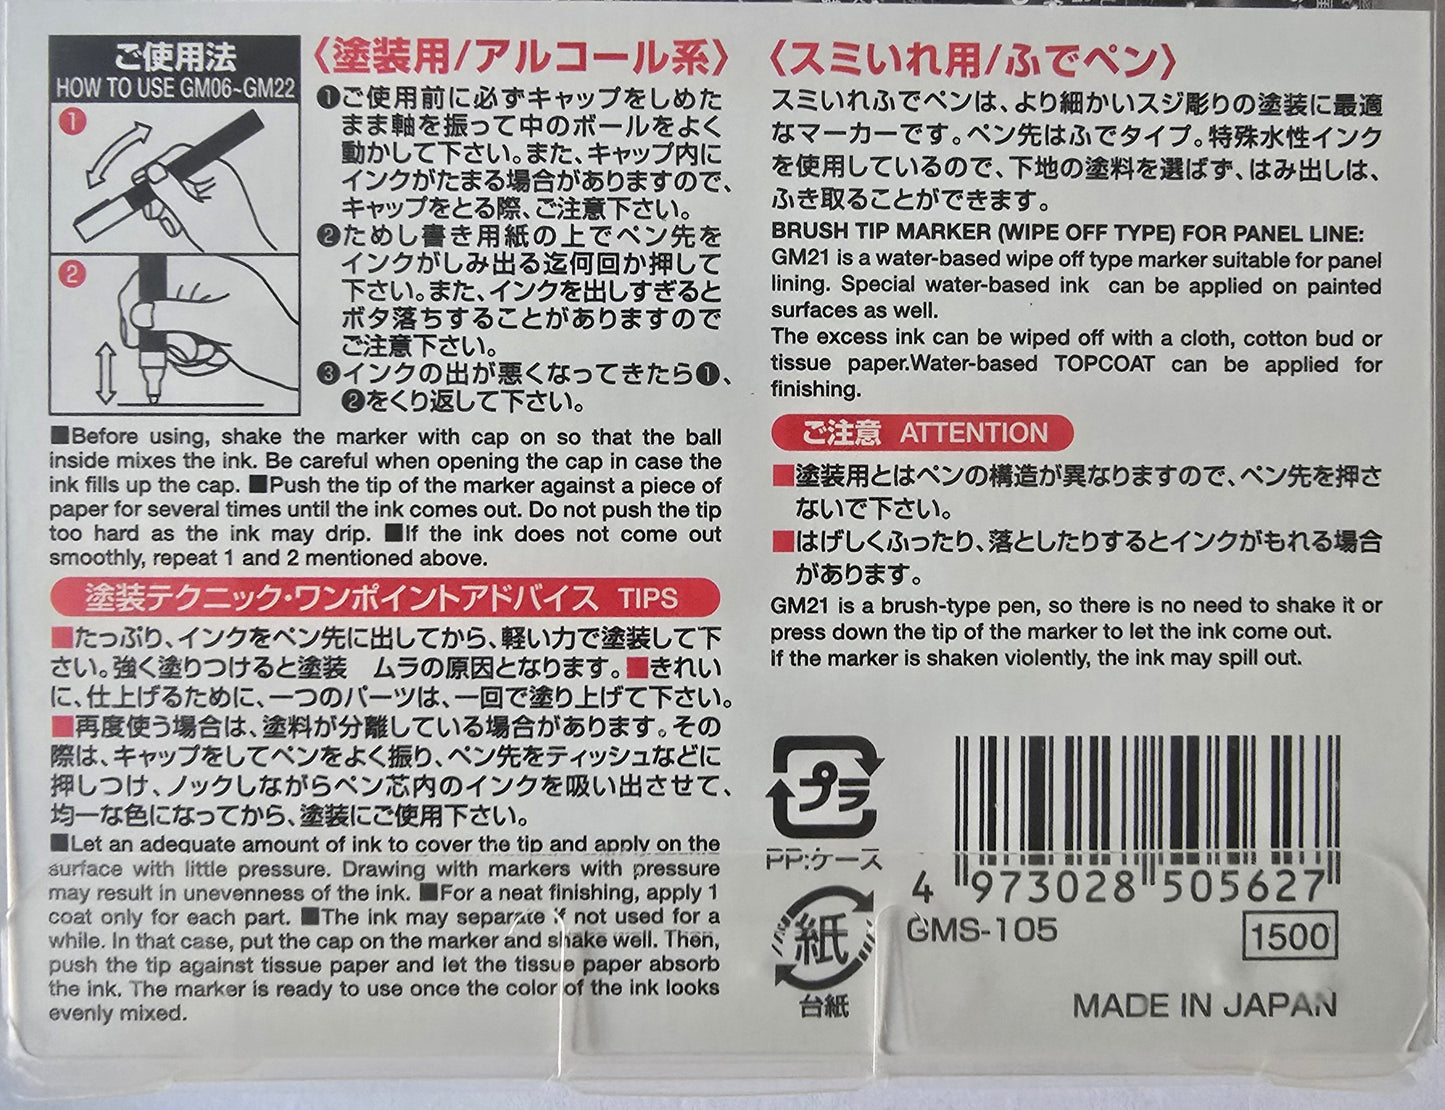 ご使用法
HOW TO USE GM06~GM22
1
2
〈塗装用/アルコール系〉
❶ご使用前に必ずキャップをしめた
まま軸を振って中のボールをよく
動かして下さい。また、キャップ内に
インクがたまる場合がありますので、
キャップをとる際、ご注意下さい。
❷ためし書き用紙の上でペン先を
インクがしみ出る迄何回か押して
下さい。また、インクを出しすぎると
ボタ落ちすることがありますので
ご注意下さい。
❸インクの出が悪くなってきたら❶、
❷をくり返して下さい。
■Before using, shake the marker with cap on so that the ball
inside mixes the ink. Be careful when opening the cap in case the
ink fills up the cap. ■Push the tip of the marker against a piece of
paper for several times until the ink comes out. Do not push the tip
too hard as the ink may drip. ■If the ink does not come out
smoothly, repeat 1 and 2 mentioned above.
塗装テクニック・ワンポイントアドバイス TIPS
■たっぷり、インクをペン先に出してから、軽い力で塗装して下
さい。強く塗りつけると塗装 ムラの原因となります。■きれい
に、仕上げるために、一つのパーツは、一回で塗り上げて下さい。
■再度使う場合は、塗料が分離している場合があります。その
際は、キャップをしてペンをよく振り、ペン先をティッシュなどに
押しつけ、ノックしながらペン芯内のインクを吸い出させて、
均一な色になってから、塗装にご使用下さい。
■Let an adequate amount of ink to cover the tip and apply on the
surface with little pressure. Drawing with markers with pressure
may result in unevenness of the ink. ■For a neat finishing, apply 1
coat only for each part. ■The ink may separate if not used for a
while. In that case, put the cap on the marker and shake well. Then,
push the tip against tissue paper and let the tissue paper absorb
the ink. The marker is ready to use once the color of the ink looks
evenly mixed.
〈スミいれ用/ふでペン〉
スミいれふでペンは、より細かいスジ彫りの塗装に最適
なマーカーです。ペン先はふでタイプ。特殊水性インク
を使用しているので、下地の塗料を選ばず、はみ出しは、
ふき取ることができます。
BRUSH TIP MARKER (WIPE OFF TYPE) FOR PANEL LINE:
GM21 is a water-based wipe off type marker suitable for panel
lining. Special water-based ink can be applied on painted
surfaces as well.
The excess ink can be wiped off with a cloth, cotton bud or
tissue paper.Water-based TOPCOAT can be applied for
finishing.
ご注意 ATTENTION
■塗装用とはペンの構造が異なりますので、ペン先を押さ
ないで下さい。
■はげしくふったり、落としたりするとインクがもれる場合
があります。
GM21 is a brush-type pen, so there is no need to shake it or
press down the tip of the marker to let the ink come out.
If the marker is shaken violently, the ink may spill out.
プラ
PP:ケース
紙
台紙
4 973028 505627
GMS-105
1500
MADE IN JAPAN